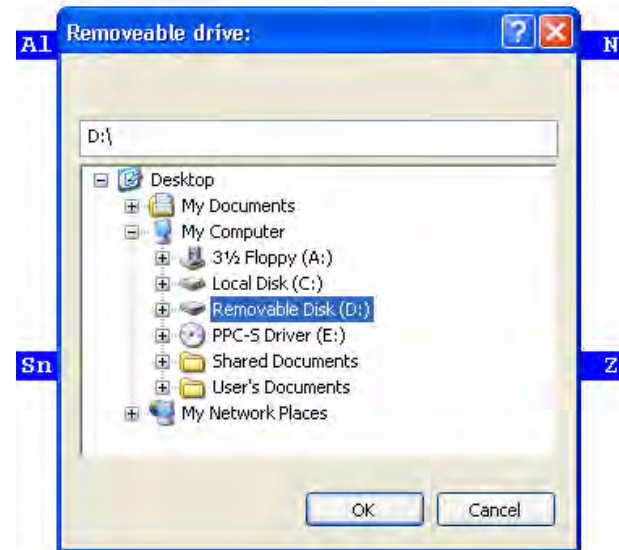 Removeable drive:
Al
N
D:\
Desktop
My Documents
My Computer
3½ Floppy (A:)
Local Disk (C:)
Removable Disk (D:)
PPC-S Driver (E:)
Sn
Z
Shared Documents
User's Documents
My Network Places
OK
Cancel